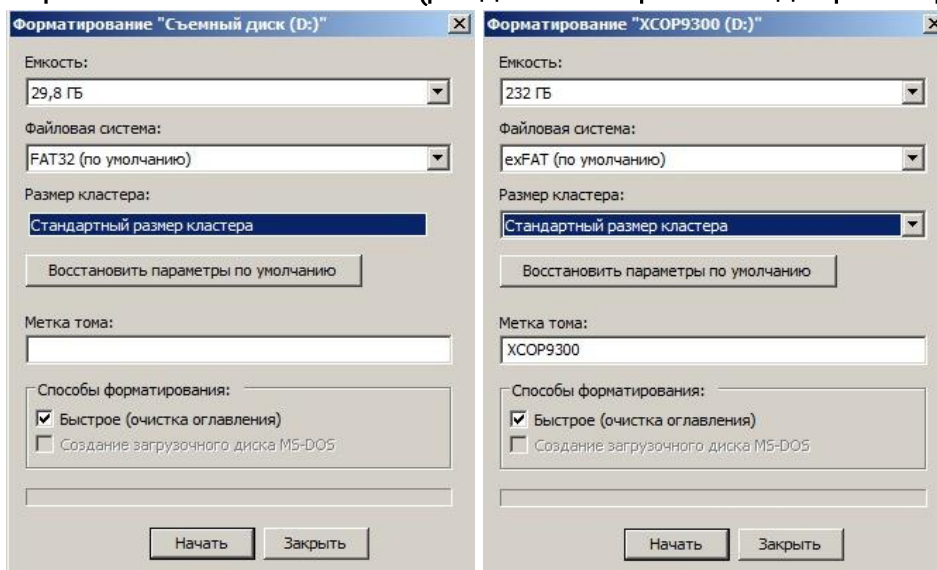 Форматирование "Съемный диск (D:)"
Емкость:
29,8 ГБ
Файловая система:
FAT32 (по умолчанию)
Размер кластера:
Стандартный размер кластера
Восстановить параметры по умолчанию
Метка тома:
Способы форматирования:
Быстрое (очистка оглавления)
Создание загрузочного диска MS-DOS
Начать
Закрыть
Форматирование "XCOP9300 (D:)"
Емкость:
232 ГБ
Файловая система:
exFAT (по умолчанию)
Размер кластера:
Стандартный размер кластера
Восстановить параметры по умолчанию
Метка тома:
XCOP9300
Способы форматирования:
Быстрое (очистка оглавления)
Создание загрузочного диска MS-DOS
Начать
Закрыть